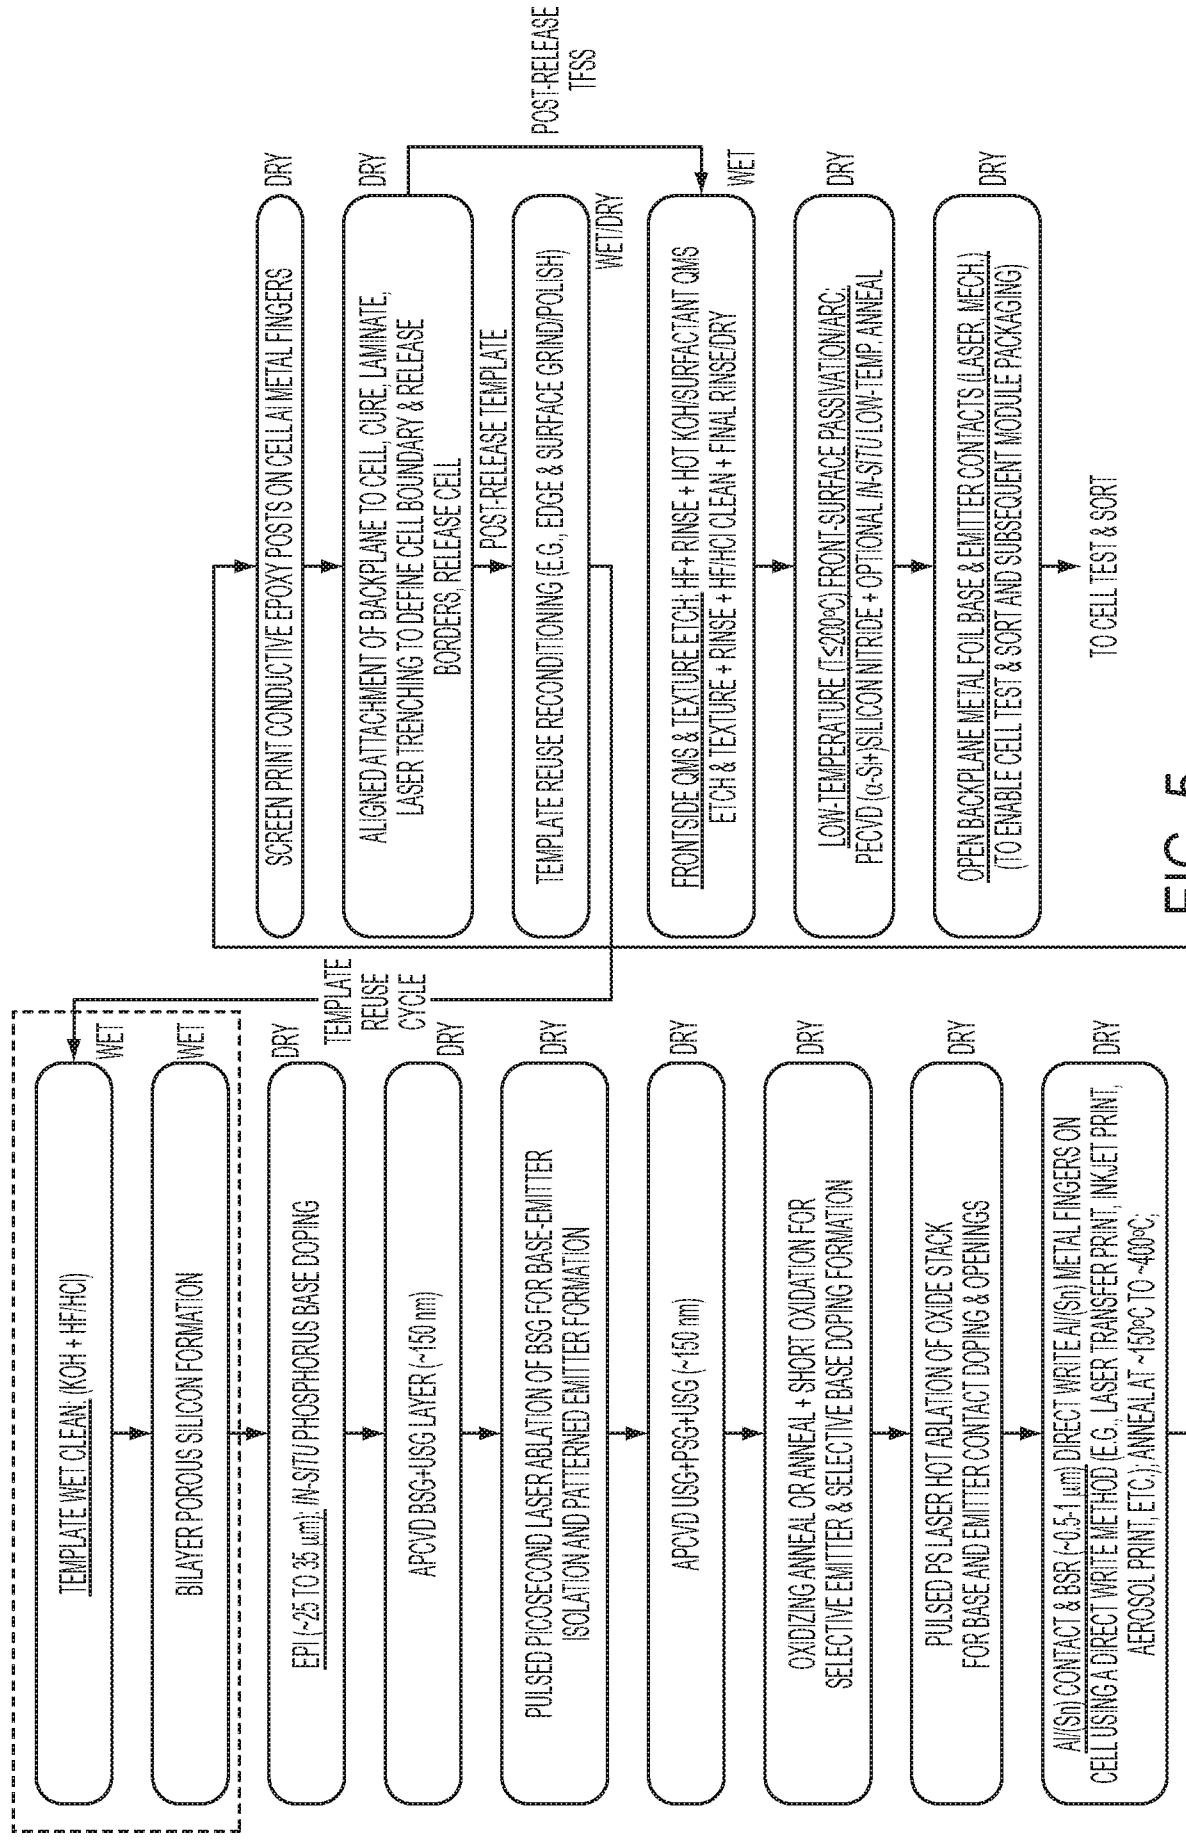 TEMPLATE WET CLEAN: (KOH + HF/HCl)
WET
BILAYER POROUS SILICON FORMATION
WET
EPI (~25 TO 35 µm); IN-SITU PHOSPHORUS BASE DOPING
DRY
APCVD BSG+USG LAYER (~150 nm)
DRY
PULSED PICOSECOND LASER ABLATION OF BSG FOR BASE-EMITTER
ISOLATION AND PATTERNED EMITTER FORMATION
DRY
APCVD USG+PSG+USG (~150 nm)
DRY
OXIDIZING ANNEAL OR ANNEAL + SHORT OXIDATION FOR
SELECTIVE EMITTER & SELECTIVE BASE DOPING FORMATION
DRY
PULSED PS LASER HOT ABLATION OF OXIDE STACK
FOR BASE AND EMITTER CONTACT DOPING & OPENINGS
DRY
Al/(Sn) CONTACT & BSR (~0.5-1 µm) DIRECT WRITE Al/(Sn) METAL FINGERS ON
CELL USING A DIRECT WRITE METHOD (E.G., LASER TRANSFER PRINT, INKJET PRINT,
AEROSOL PRINT, ETC.); ANNEAL AT ~150ºC TO ~400ºC;
DRY
TEMPLATE
REUSE
CYCLE
SCREEN PRINT CONDUCTIVE EPOXY POSTS ON CELL Al METAL FINGERS
DRY
ALIGNED ATTACHMENT OF BACKPLANE TO CELL, CURE, LAMINATE,
LASER TRENCHING TO DEFINE CELL BOUNDARY & RELEASE
BORDERS, RELEASE CELL
DRY
POST-RELEASE TEMPLATE
POST-RELEASE
TFSS
TEMPLATE REUSE RECONDITIONING (E.G., EDGE & SURFACE GRIND/POLISH)
WET/DRY
FRONTSIDE QMS & TEXTURE ETCH: HF+ RINSE + HOT KOH/SURFACTANT QMS
ETCH & TEXTURE + RINSE + HF/HCl CLEAN + FINAL RINSE/DRY
WET
LOW-TEMPERATURE (T≤200ºC) FRONT-SURFACE PASSIVATION/ARC:
PECVD (α-Si+)SILICON NITRIDE + OPTIONAL IN-SITU LOW-TEMP. ANNEAL
DRY
OPEN BACKPLANE METAL FOIL BASE & EMITTER CONTACTS (LASER, MECH.)
(TO ENABLE CELL TEST & SORT AND SUBSEQUENT MODULE PACKAGING)
DRY
TO CELL TEST & SORT
FIG. 5